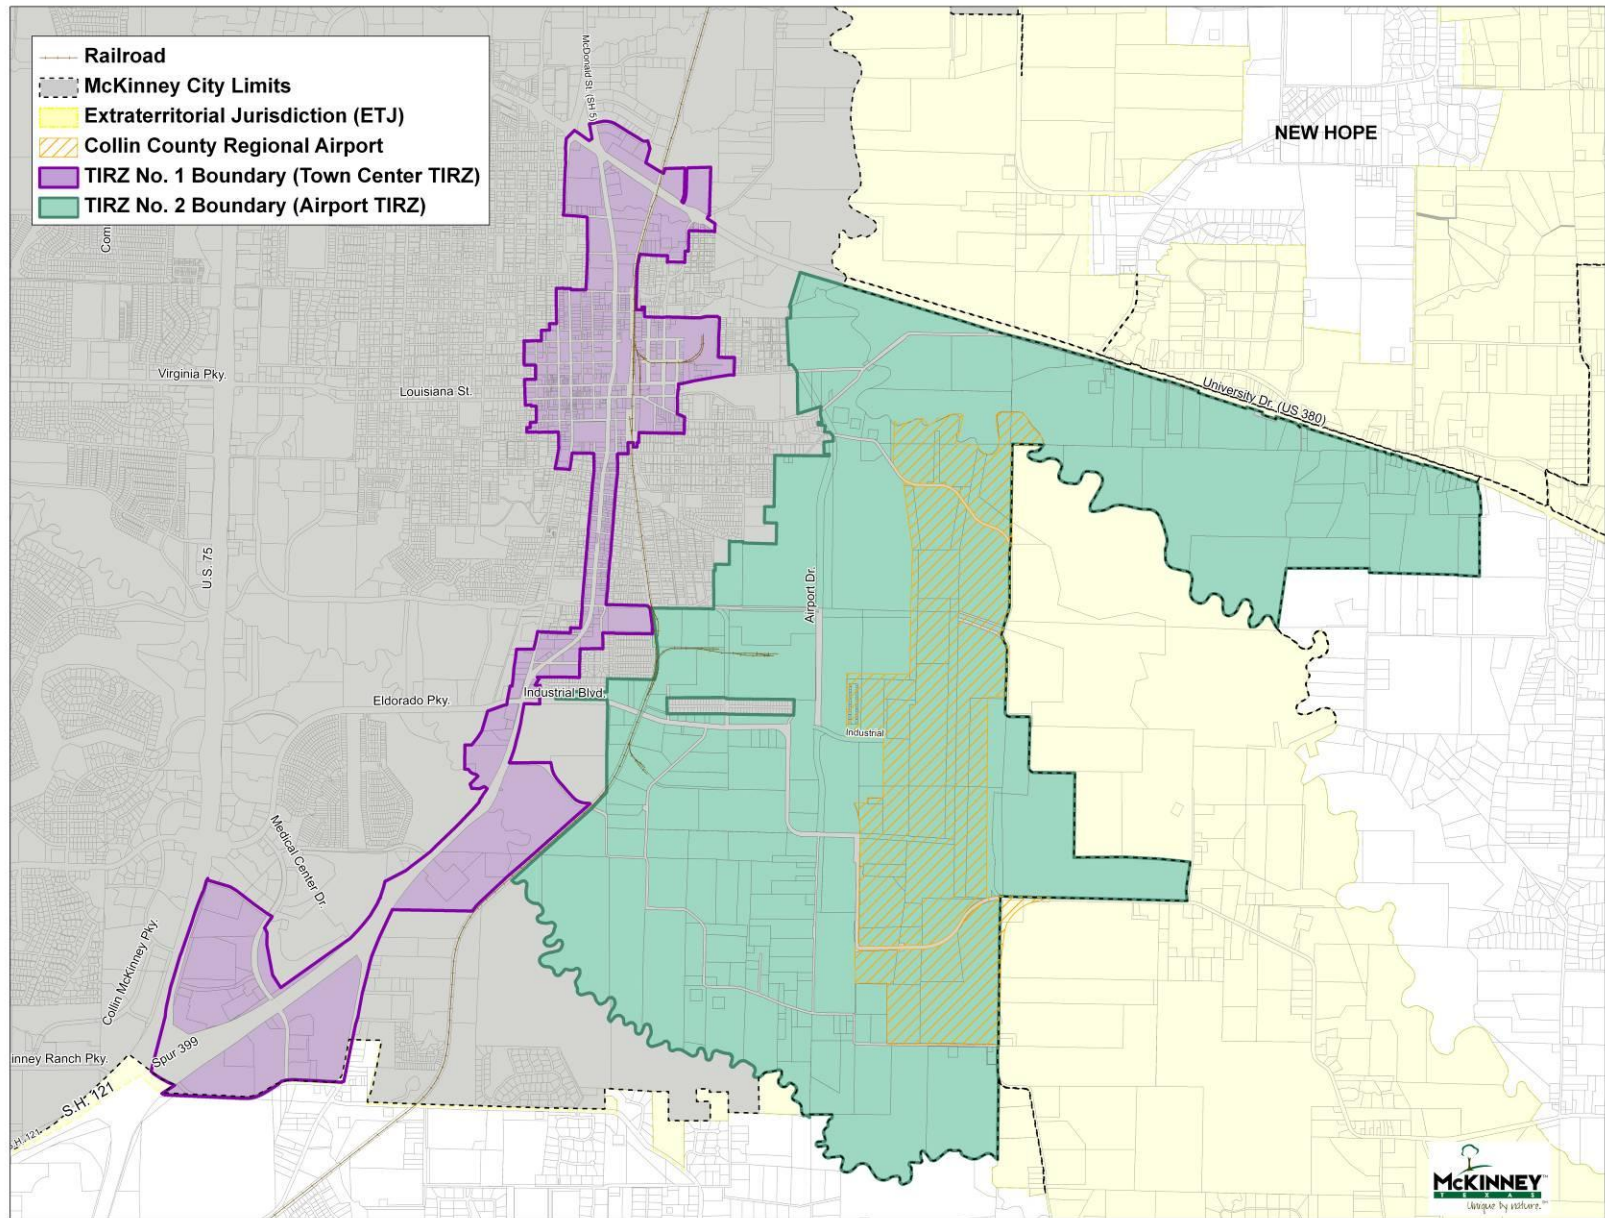 Railroad
McKinney City Limits
Extraterritorial Jurisdiction (ETJ)
Collin County Regional Airport
TIRZ No. 1 Boundary (Town Center TIRZ)
TIRZ No. 2 Boundary (Airport TIRZ)
McDonald St. (SH 5)
NEW HOPE
Com
Virginia Pky.
Louisiana St.
University Dr. (US 380)
U.S. 75
Airport Dr.
Eldorado Pky.
Industrial Blvd.
Industrial
Medical Center Dr.
Collin McKinney Pky.
inney Ranch Pky.
Spur 399
S.H. 121
.H. 121
McKINNEY
TEXAS
Unique by nature.